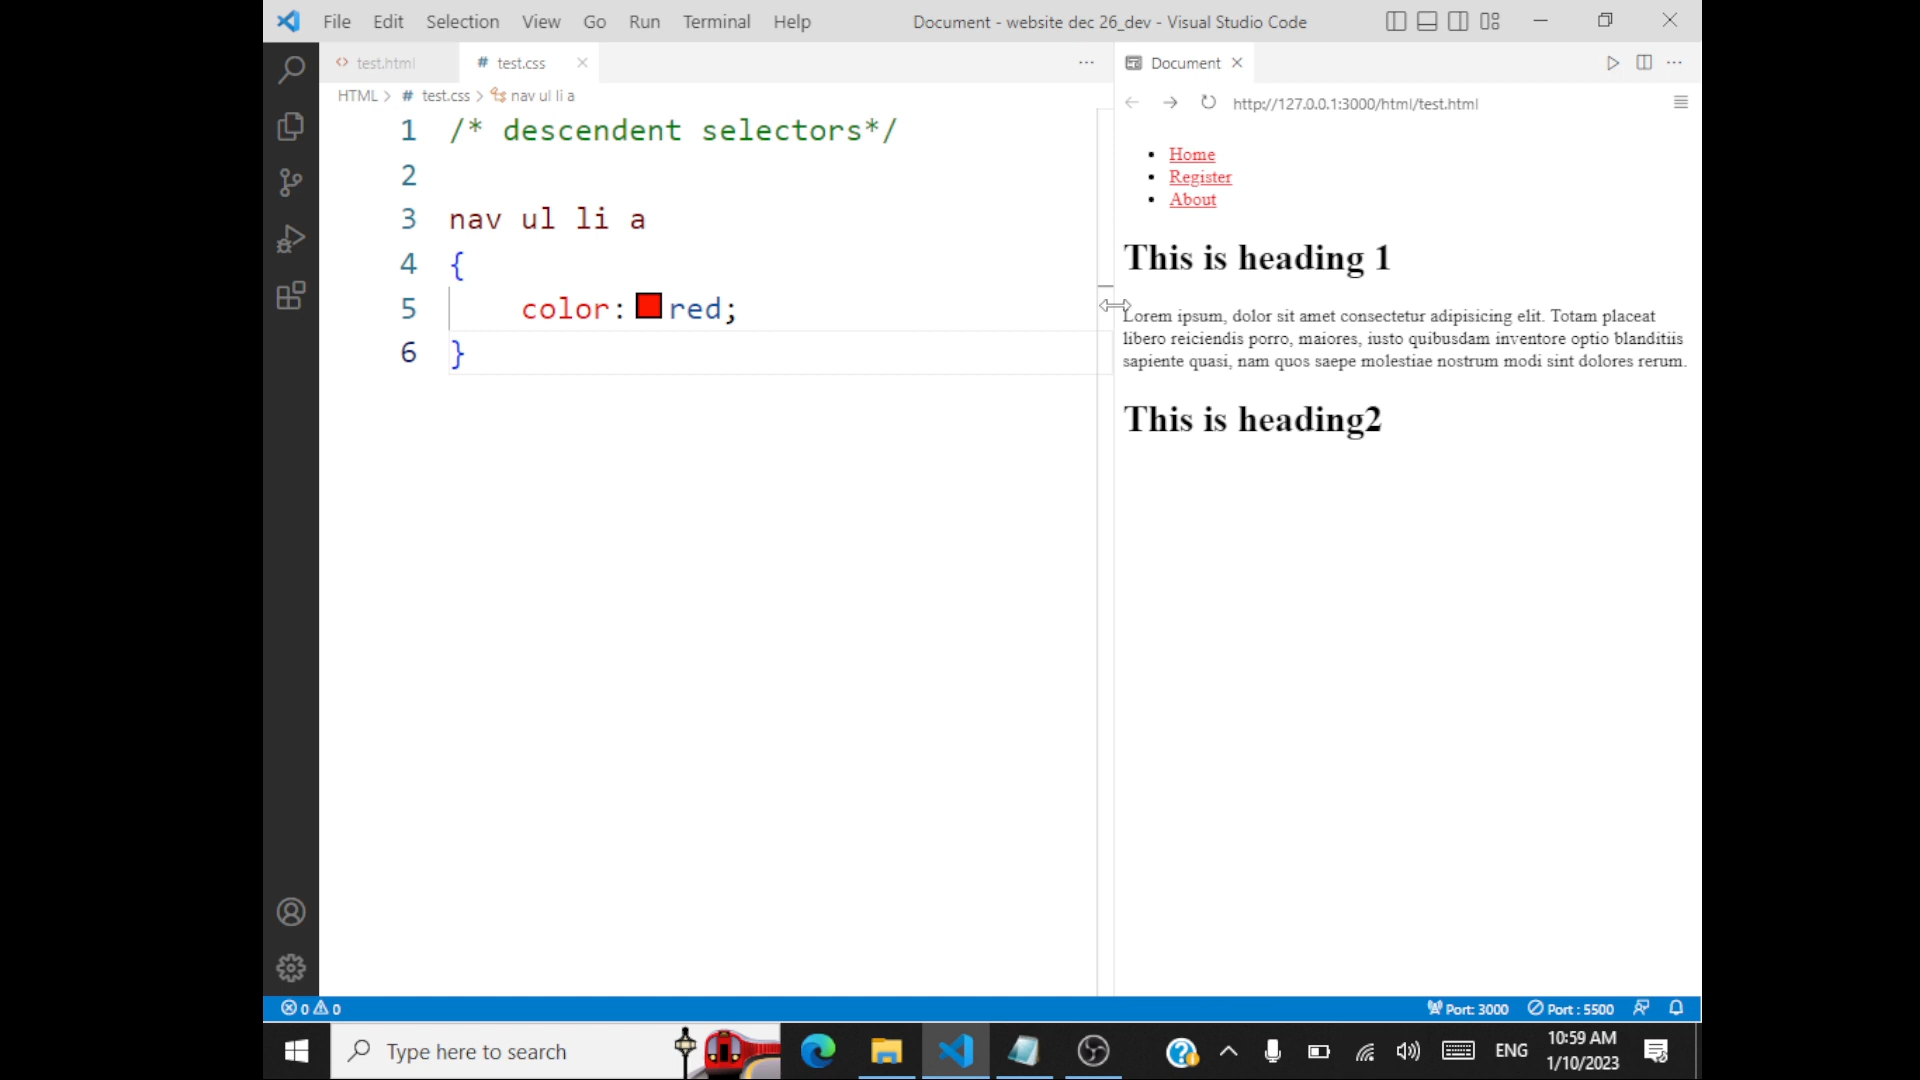 File Edit Selection View Go Run Terminal Help Document - website dec 26_dev - Visual Studio Code
test.html # test.css Document
HTML > # test.css > nav ul li a
http://127.0.0.1:3000/html/test.html
1 /* descendent selectors*/
2
3 nav ul li a
4 {
5 color: red;
6 }
Home
Register
About
This is heading 1
Lorem ipsum, dolor sit amet consectetur adipisicing elit. Totam placeat
libero reiciendis porro, maiores, iusto quibusdam inventore optio blanditiis
sapiente quasi, nam quos saepe molestiae nostrum modi sint dolores rerum.
This is heading2
0 0 Port: 3000 Port : 5500
Type here to search
ENG
10:59 AM
1/10/2023